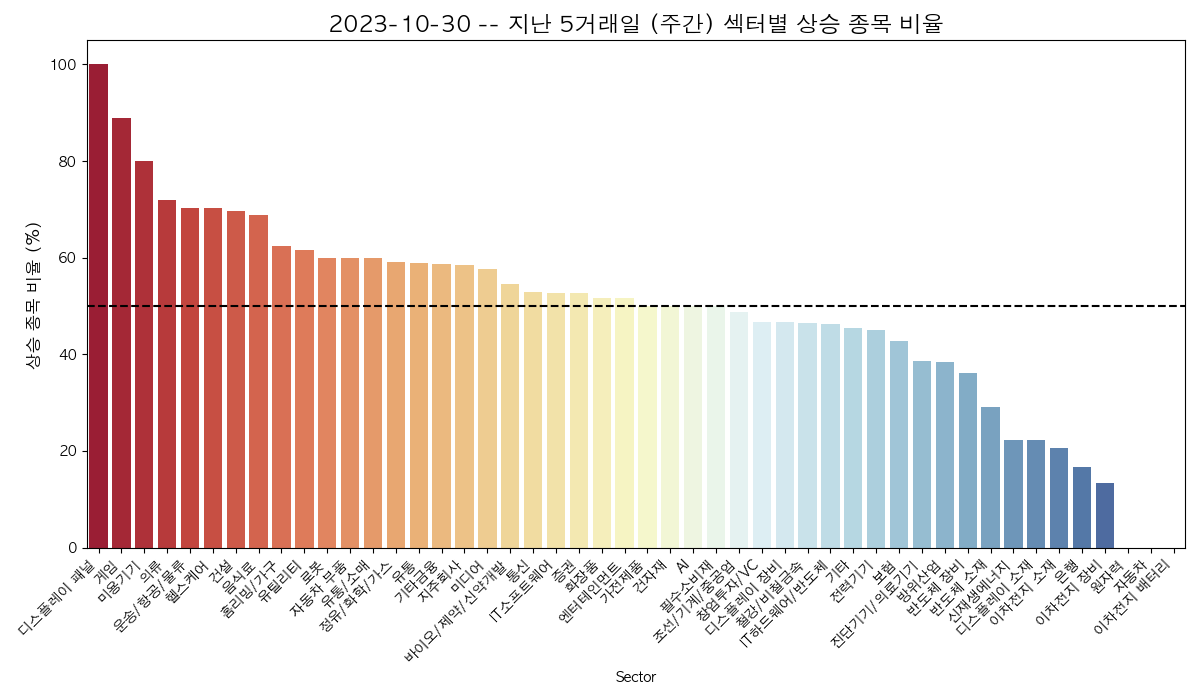 2023-10-30 -- 지난 5거래일 (주간) 섹터별 상승 종목 비율
상승 종목 비율 (%)
100
80
60
40
20
0
디스플레이 패널
게임
미용기기
의류
운송/항공/물류
헬스케어
건설
음식료
홈리빙/가구
유틸리티
로봇
자동차 부품
유통/소매
정유/화학/가스
유통
기타금융
지주회사
미디어
바이오/제약/신약개발
통신
IT소프트웨어
증권
화장품
엔터테인먼트
가전제품
건자재
AI
필수소비재
조선/기계/중공업
창업투자/VC
디스플레이 장비
철강/비철금속
IT하드웨어/반도체
기타
전력기기
보험
진단기기/의료기기
방위산업
반도체 장비
반도체 소재
신재생에너지
디스플레이 소재
이차전지 소재
은행
이차전지 장비
원자력
자동차
이차전지 배터리
Sector